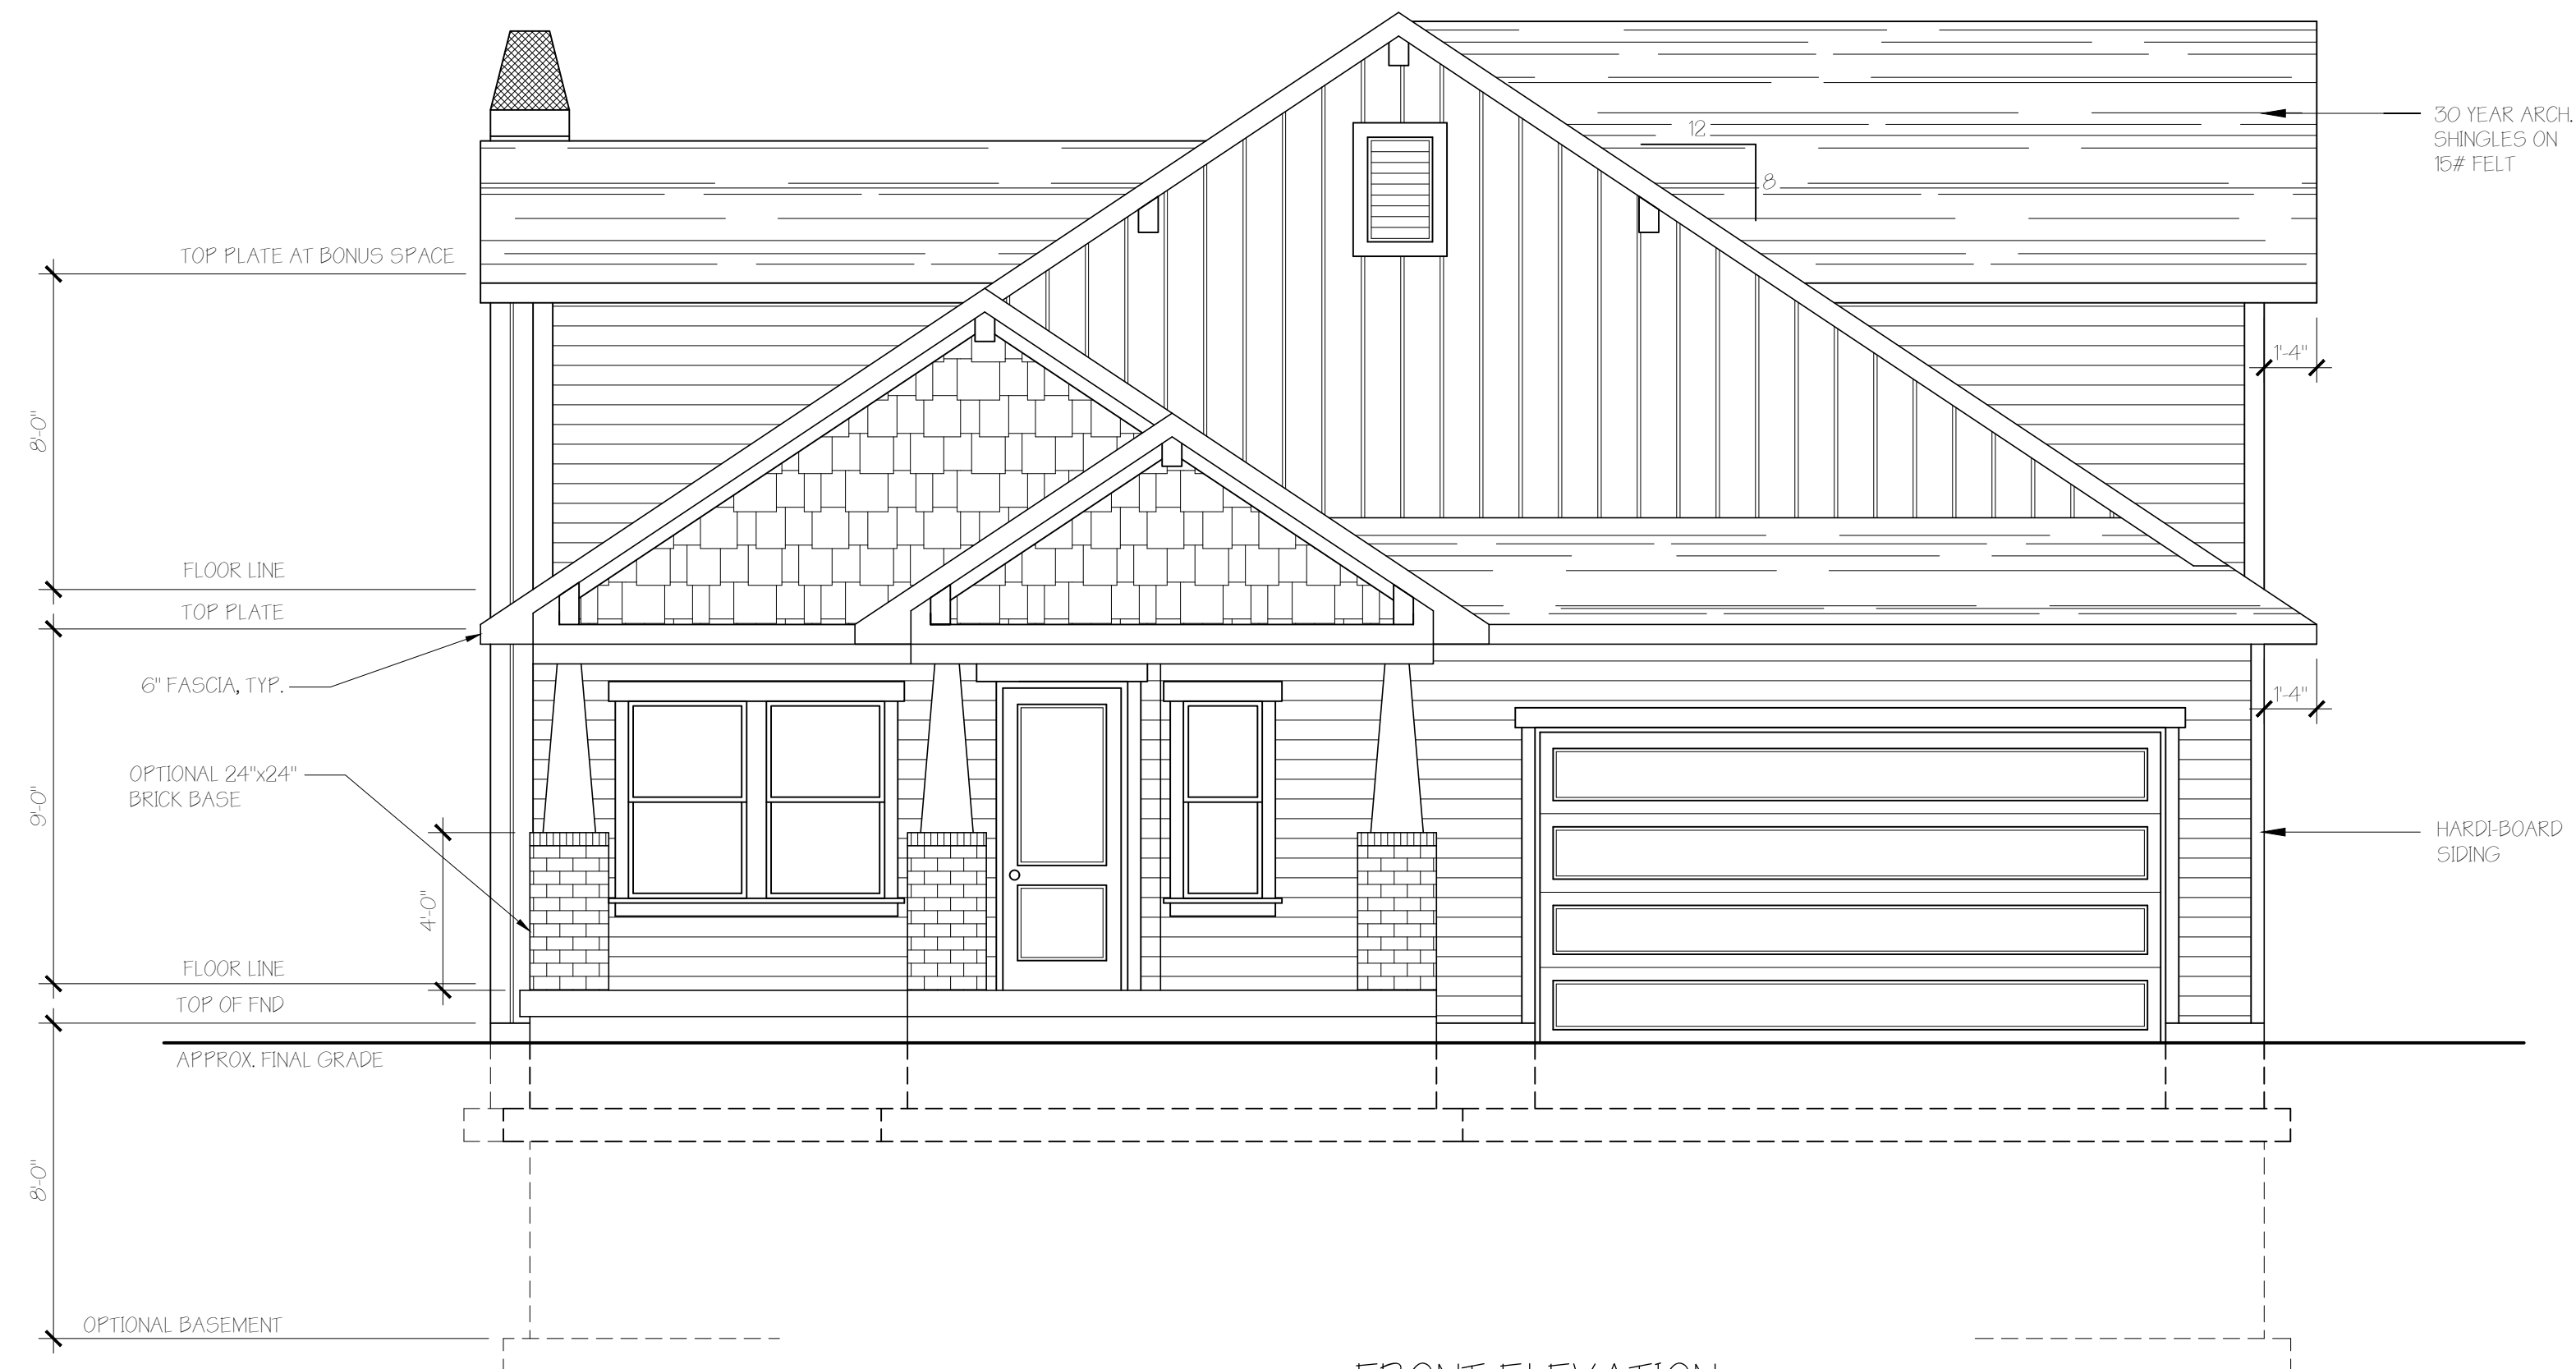 12
8
30 YEAR ARCH.
SHINGLES ON
15# FELT
TOP PLATE AT BONUS SPACE
1'-4"
8'-0"
FLOOR LINE
TOP PLATE
6" FASCIA, TYP.
1'-4"
OPTIONAL 24"x24"
BRICK BASE
9'-0"
HARDI-BOARD
SIDING
4'-0"
FLOOR LINE
TOP OF FND
APPROX. FINAL GRADE
8'-0"
OPTIONAL BASEMENT
FRONT ELEVATION